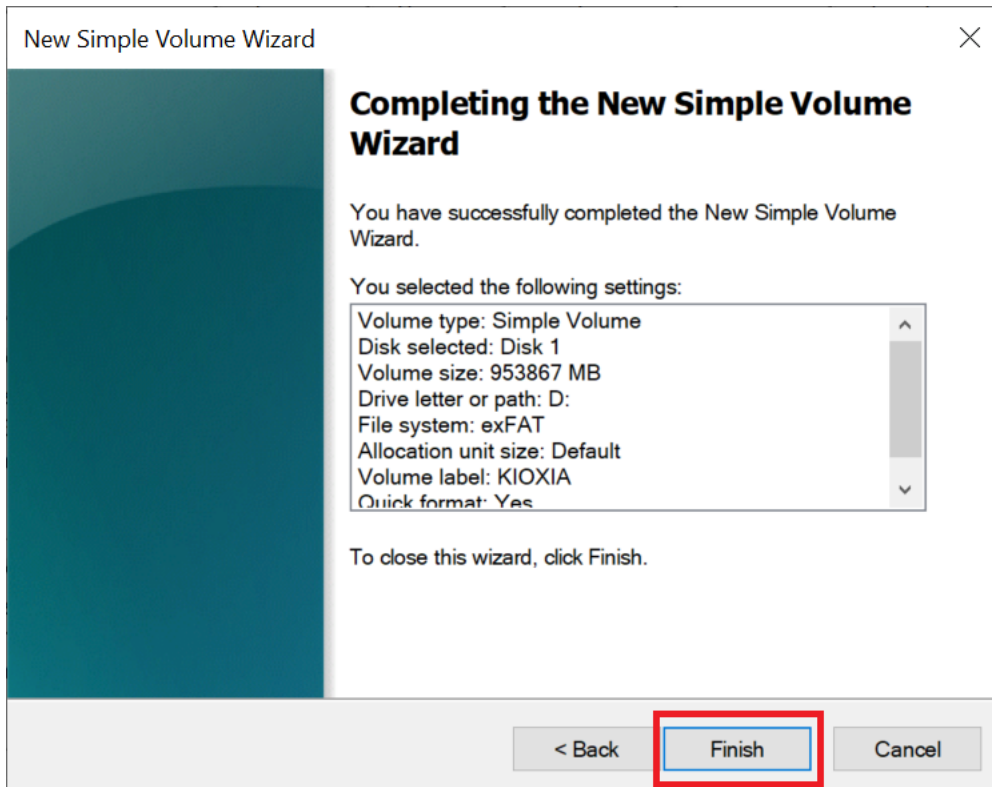 New Simple Volume Wizard
Completing the New Simple Volume
Wizard
You have successfully completed the New Simple Volume
Wizard.
You selected the following settings:
Volume type: Simple Volume
Disk selected: Disk 1
Volume size: 953867 MB
Drive letter or path: D:
File system: exFAT
Allocation unit size: Default
Volume label: KIOXIA
Quick format: Yes
To close this wizard, click Finish.
< Back
Finish
Cancel